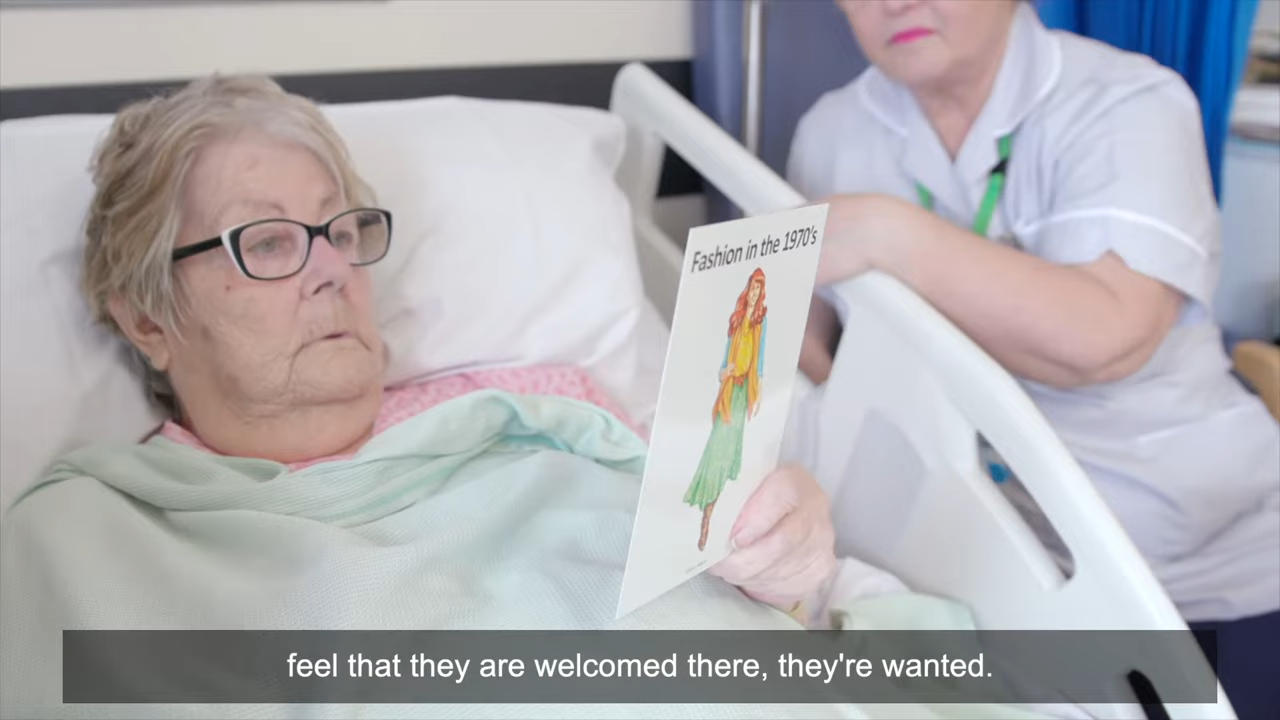 Fashion in the 1970's
feel that they are welcomed there, they're wanted.